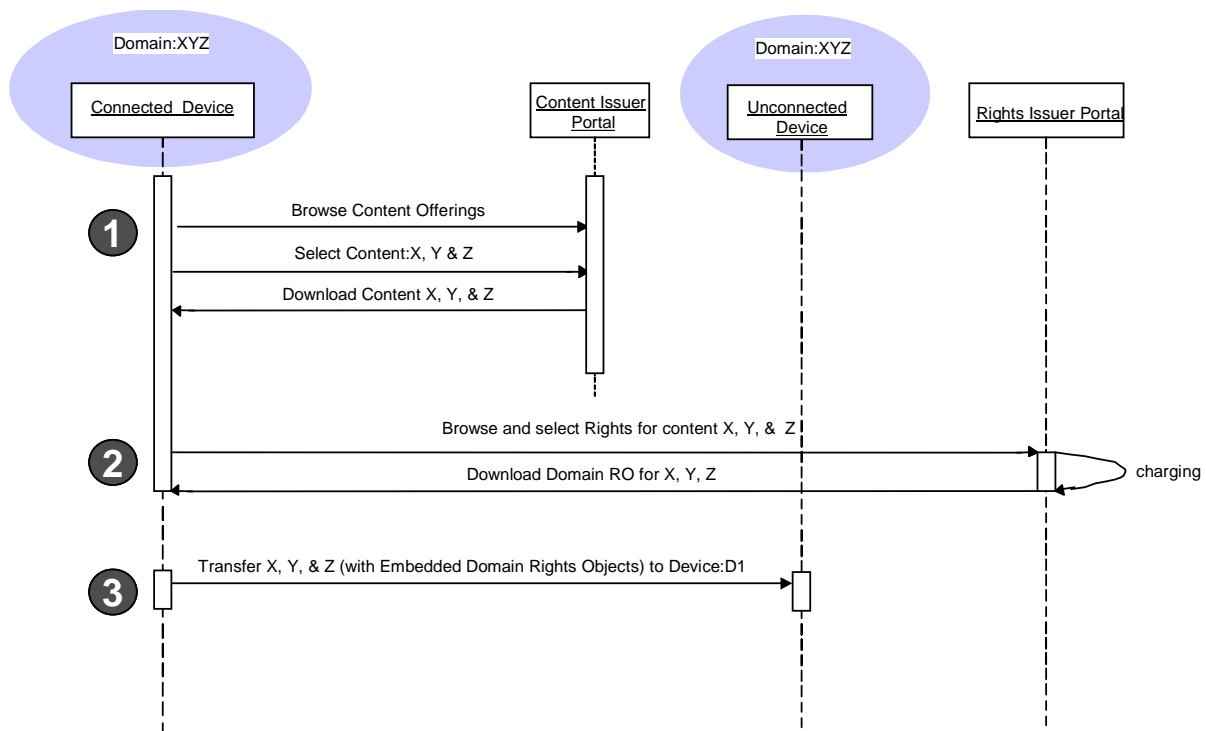 Domain:XYZ
Domain:XYZ
Connected Device
Content Issuer
Portal
Unconnected
Device
Rights Issuer Portal
1
Browse Content Offerings
Select Content:X, Y & Z
Download Content X, Y, & Z
2
Browse and select Rights for content X, Y, & Z
Download Domain RO for X, Y, Z
charging
3
Transfer X, Y, & Z (with Embedded Domain Rights Objects) to Device:D1